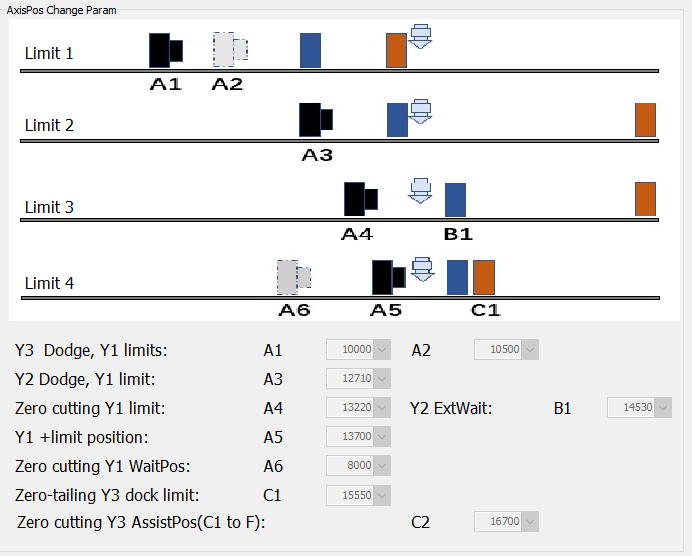 AxisPos Change Param
Limit 1
A1 A2
Limit 2
A3
Limit 3
A4 B1
Limit 4
A6 A5 C1
Y3 Dodge, Y1 limits: A1 10000 A2 10500
Y2 Dodge, Y1 limit: A3 12710
Zero cutting Y1 limit: A4 13220 Y2 ExtWait: B1 14530
Y1 +limit position: A5 13700
Zero cutting Y1 WaitPos: A6 8000
Zero-tailing Y3 dock limit: C1 15550
Zero cutting Y3 AssistPos(C1 to F): C2 16700